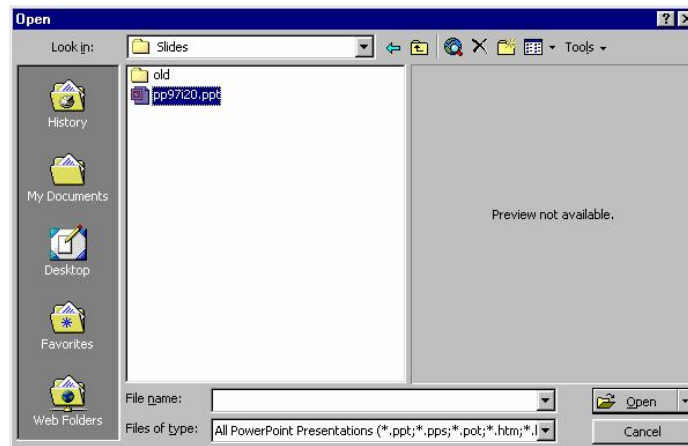 Open
Look in: Slides Tools
old
pp97i20.ppt
History
My Documents
Preview not available.
Desktop
Favorites
Web Folders
File name: Open
Files of type: All PowerPoint Presentations (*.ppt;*.pps;*.pot;*.htm;*.l Cancel